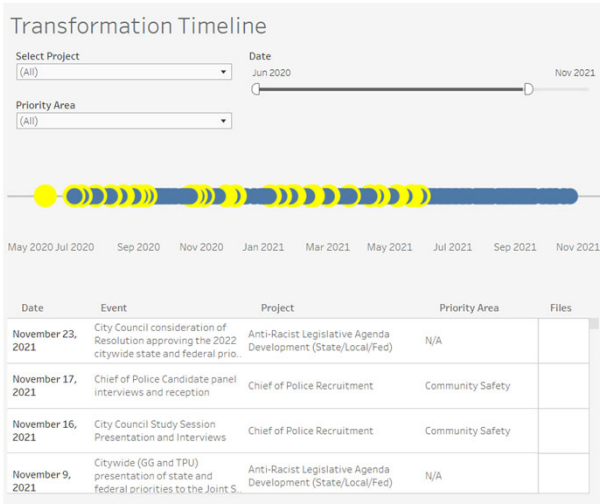 Transformation Timeline
Select Project
(All)
Date
Jun 2020
Nov 2021
Priority Area
(All)
May 2020 Jul 2020 Sep 2020 Nov 2020 Jan 2021 Mar 2021 May 2021 Jul 2021 Sep 2021 Nov 2021
Date Event Project Priority Area Files
November 23,
2021
City Council consideration of
Resolution approving the 2022
citywide state and federal prio..
Anti-Racist Legislative Agenda
Development (State/Local/Fed)
N/A
November 17,
2021
Chief of Police Candidate panel
interviews and reception
Chief of Police Recruitment
Community Safety
November 16,
2021
City Council Study Session
Presentation and Interviews
Chief of Police Recruitment
Community Safety
November 9,
2021
Citywide (GG and TPU)
presentation of state and
federal priorities to the Joint S..
Anti-Racist Legislative Agenda
Development (State/Local/Fed)
N/A